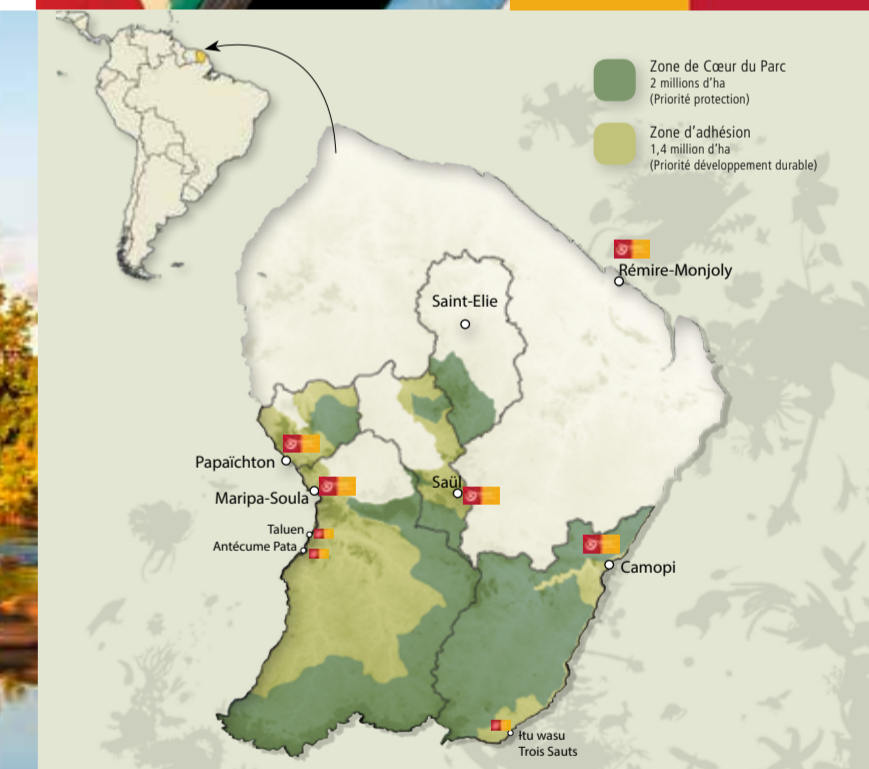 Zone de Cœur du Parc
2 millions d'ha
(Priorité protection)
Zone d'adhésion
1,4 million d'ha
(Priorité développement durable)
Rémire-Monjoly
Saint-Elie
Papaïchton
Saül
Maripa-Soula
Taluen
Antécume Pata
Camopi
Itu wasu
Trois Sauts